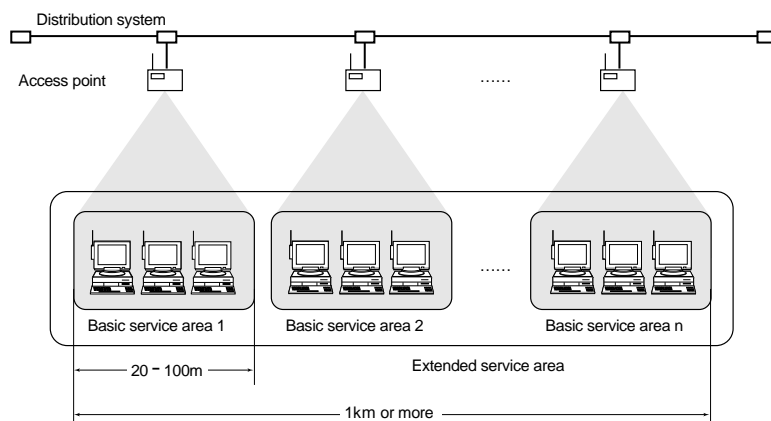 Distribution system
Access point
......
......
Basic service area 1
Basic service area 2
Basic service area n
20 - 100m
Extended service area
1km or more